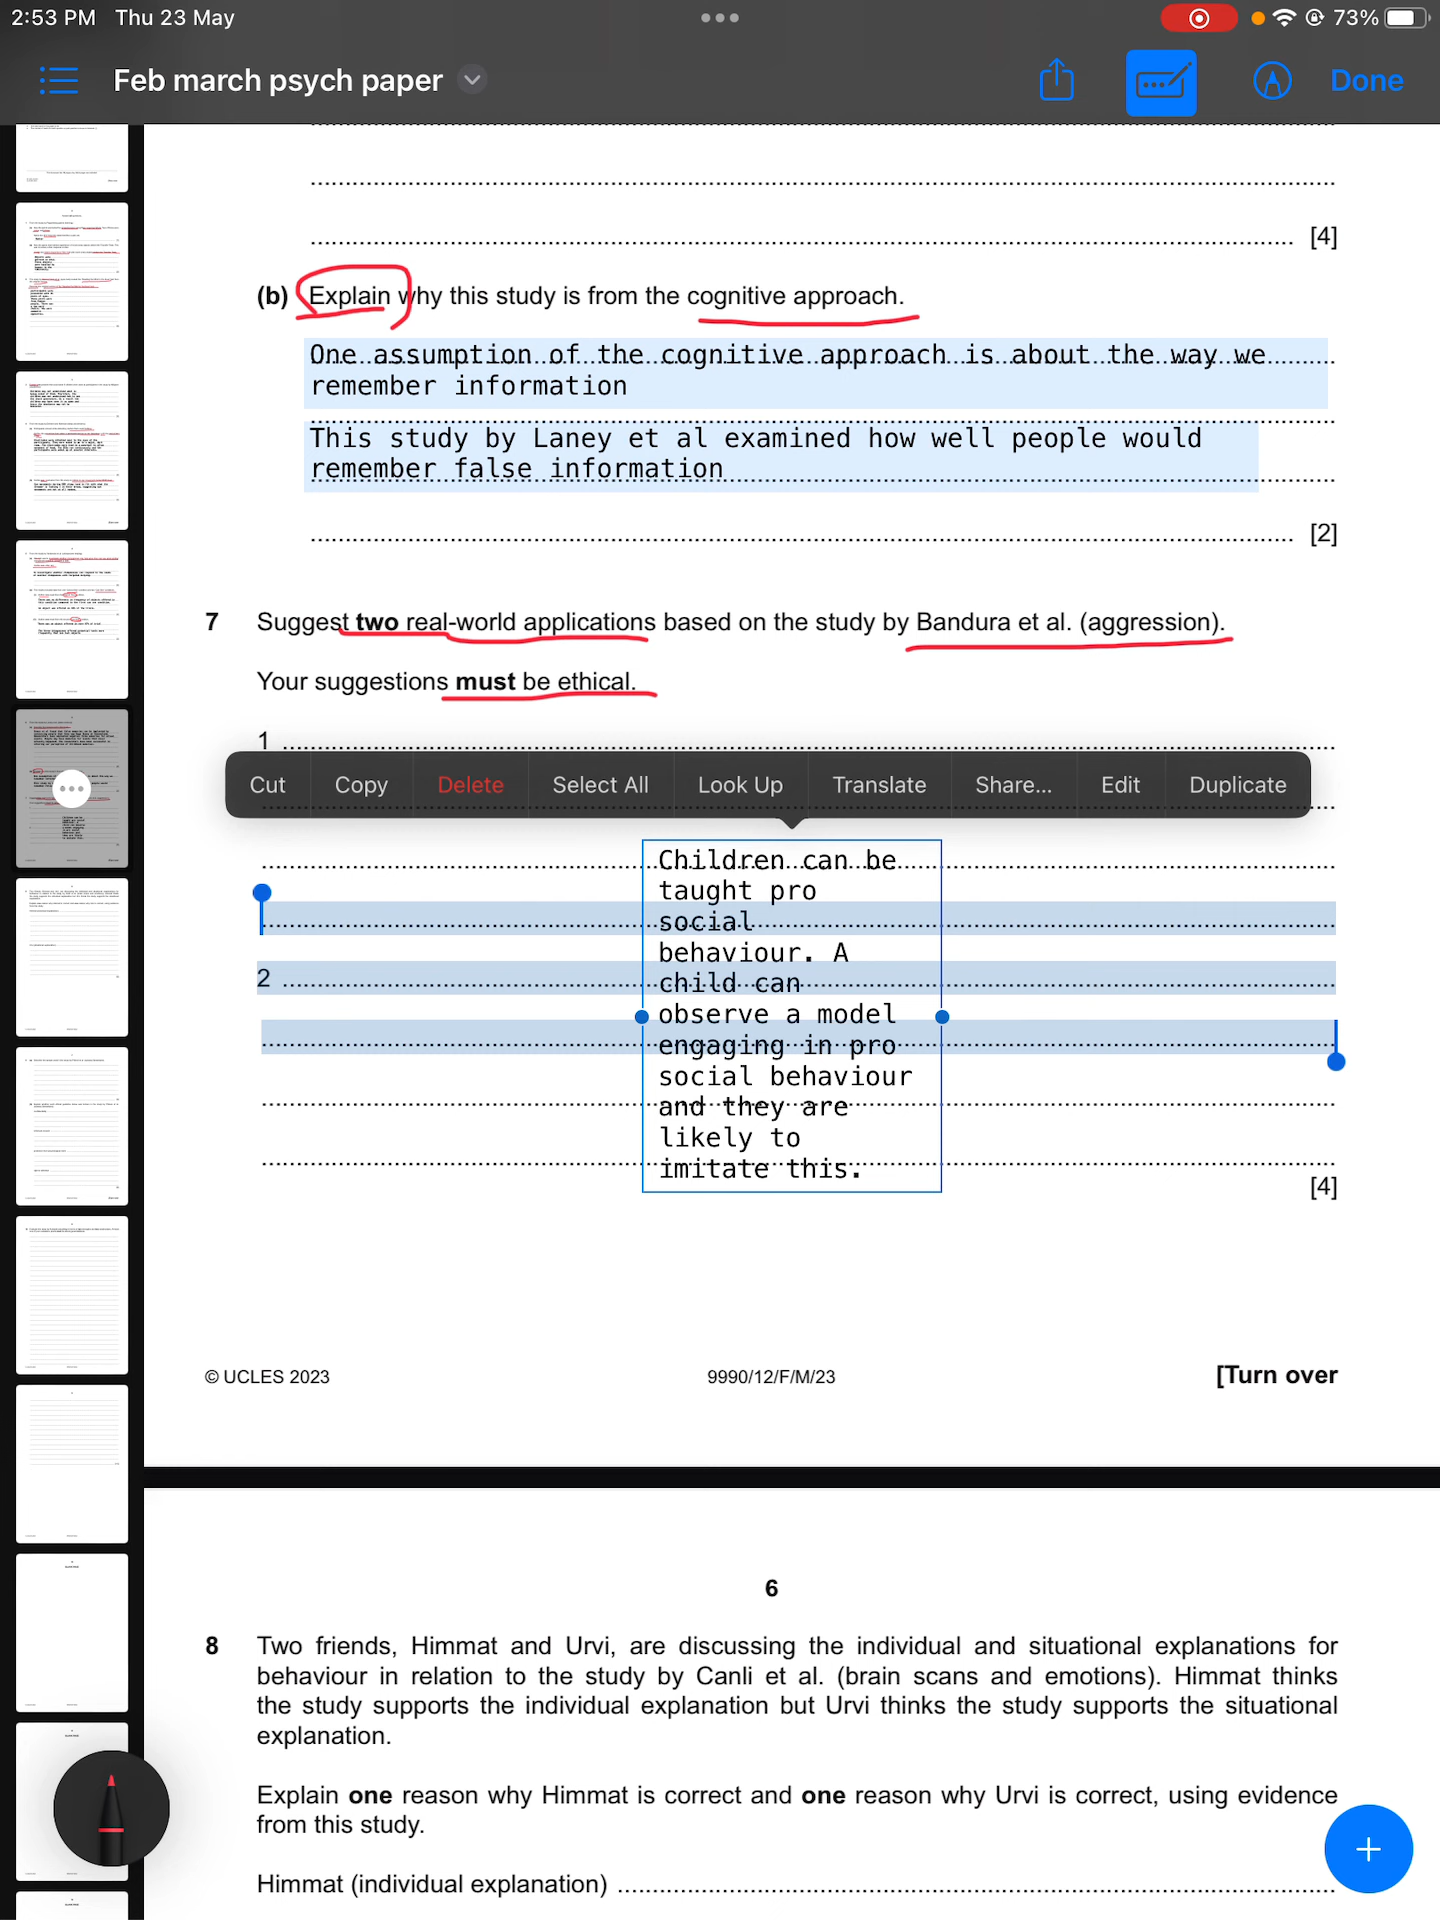 2:53 PM Thu 23 May
73%
Feb march psych paper
Done
[4]
(b) Explain why this study is from the cognitive approach.
One assumption of the cognitive approach is about the way we
remember information
This study by Laney et al examined how well people would
remember false information
[2]
7 Suggest two real-world applications based on the study by Bandura et al. (aggression).
Your suggestions must be ethical.
1
Cut Copy Delete Select All Look Up Translate Share... Edit Duplicate
Children can be
taught pro
social
behaviour. A
2
child can
observe a model
engaging in pro
social behaviour
and they are
likely to
imitate this.
[4]
© UCLES 2023 9990/12/F/M/23 [Turn over
6
8 Two friends, Himmat and Urvi, are discussing the individual and situational explanations for
behaviour in relation to the study by Canli et al. (brain scans and emotions). Himmat thinks
the study supports the individual explanation but Urvi thinks the study supports the situational
explanation.
Explain one reason why Himmat is correct and one reason why Urvi is correct, using evidence
from this study.
Himmat (individual explanation)